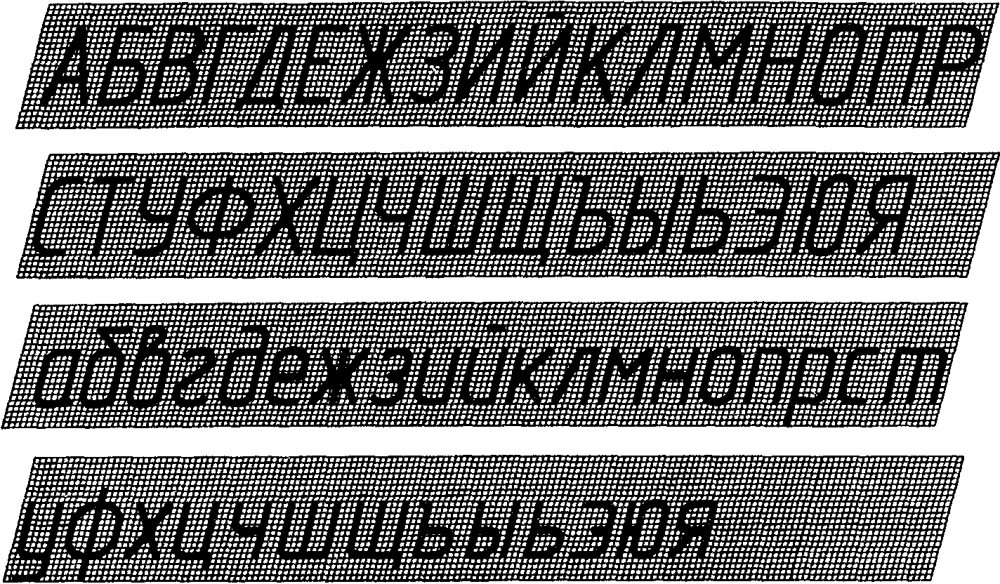 АБВГДЕЖЗИЙКЛМНОПР
СТУФХЦЧШЩЪЫЬЭЮЯ
абвгдежзийклмнопрст
уфхцчшщъыьэюя